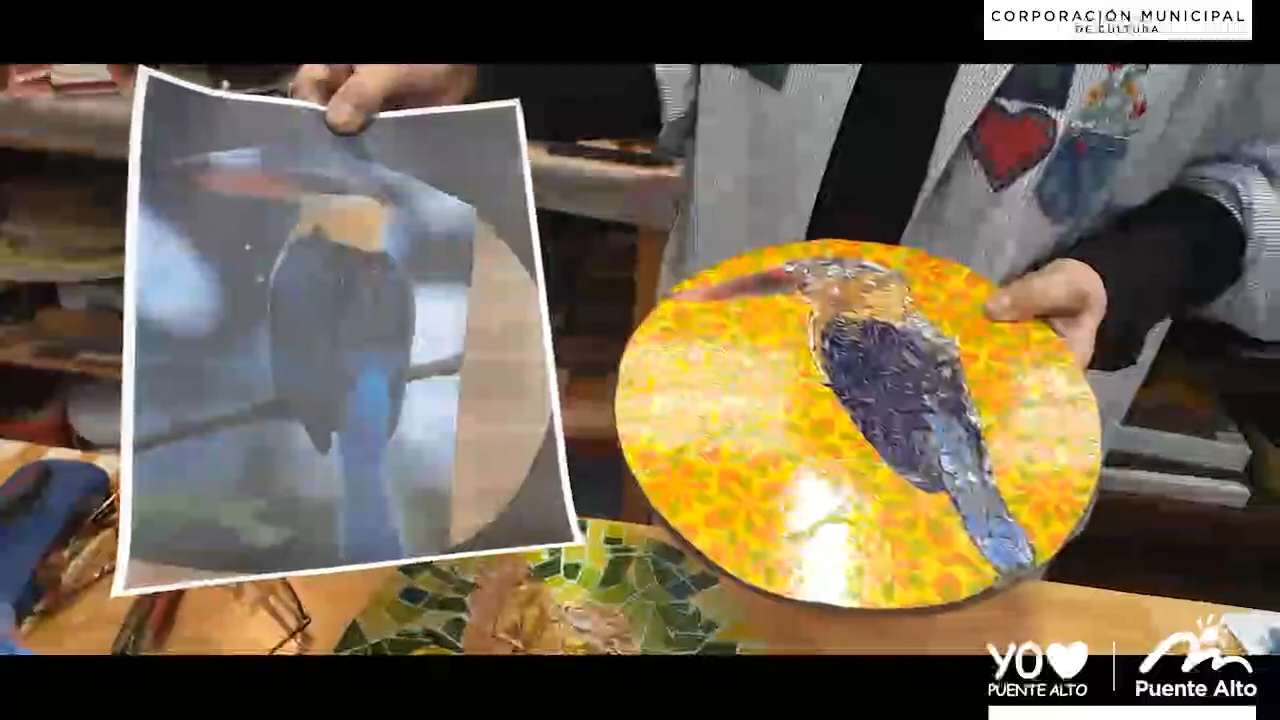 CORPORACIÓN MUNICIPAL
DE CULTURA
YO
PUENTE ALTO
Puente Alto